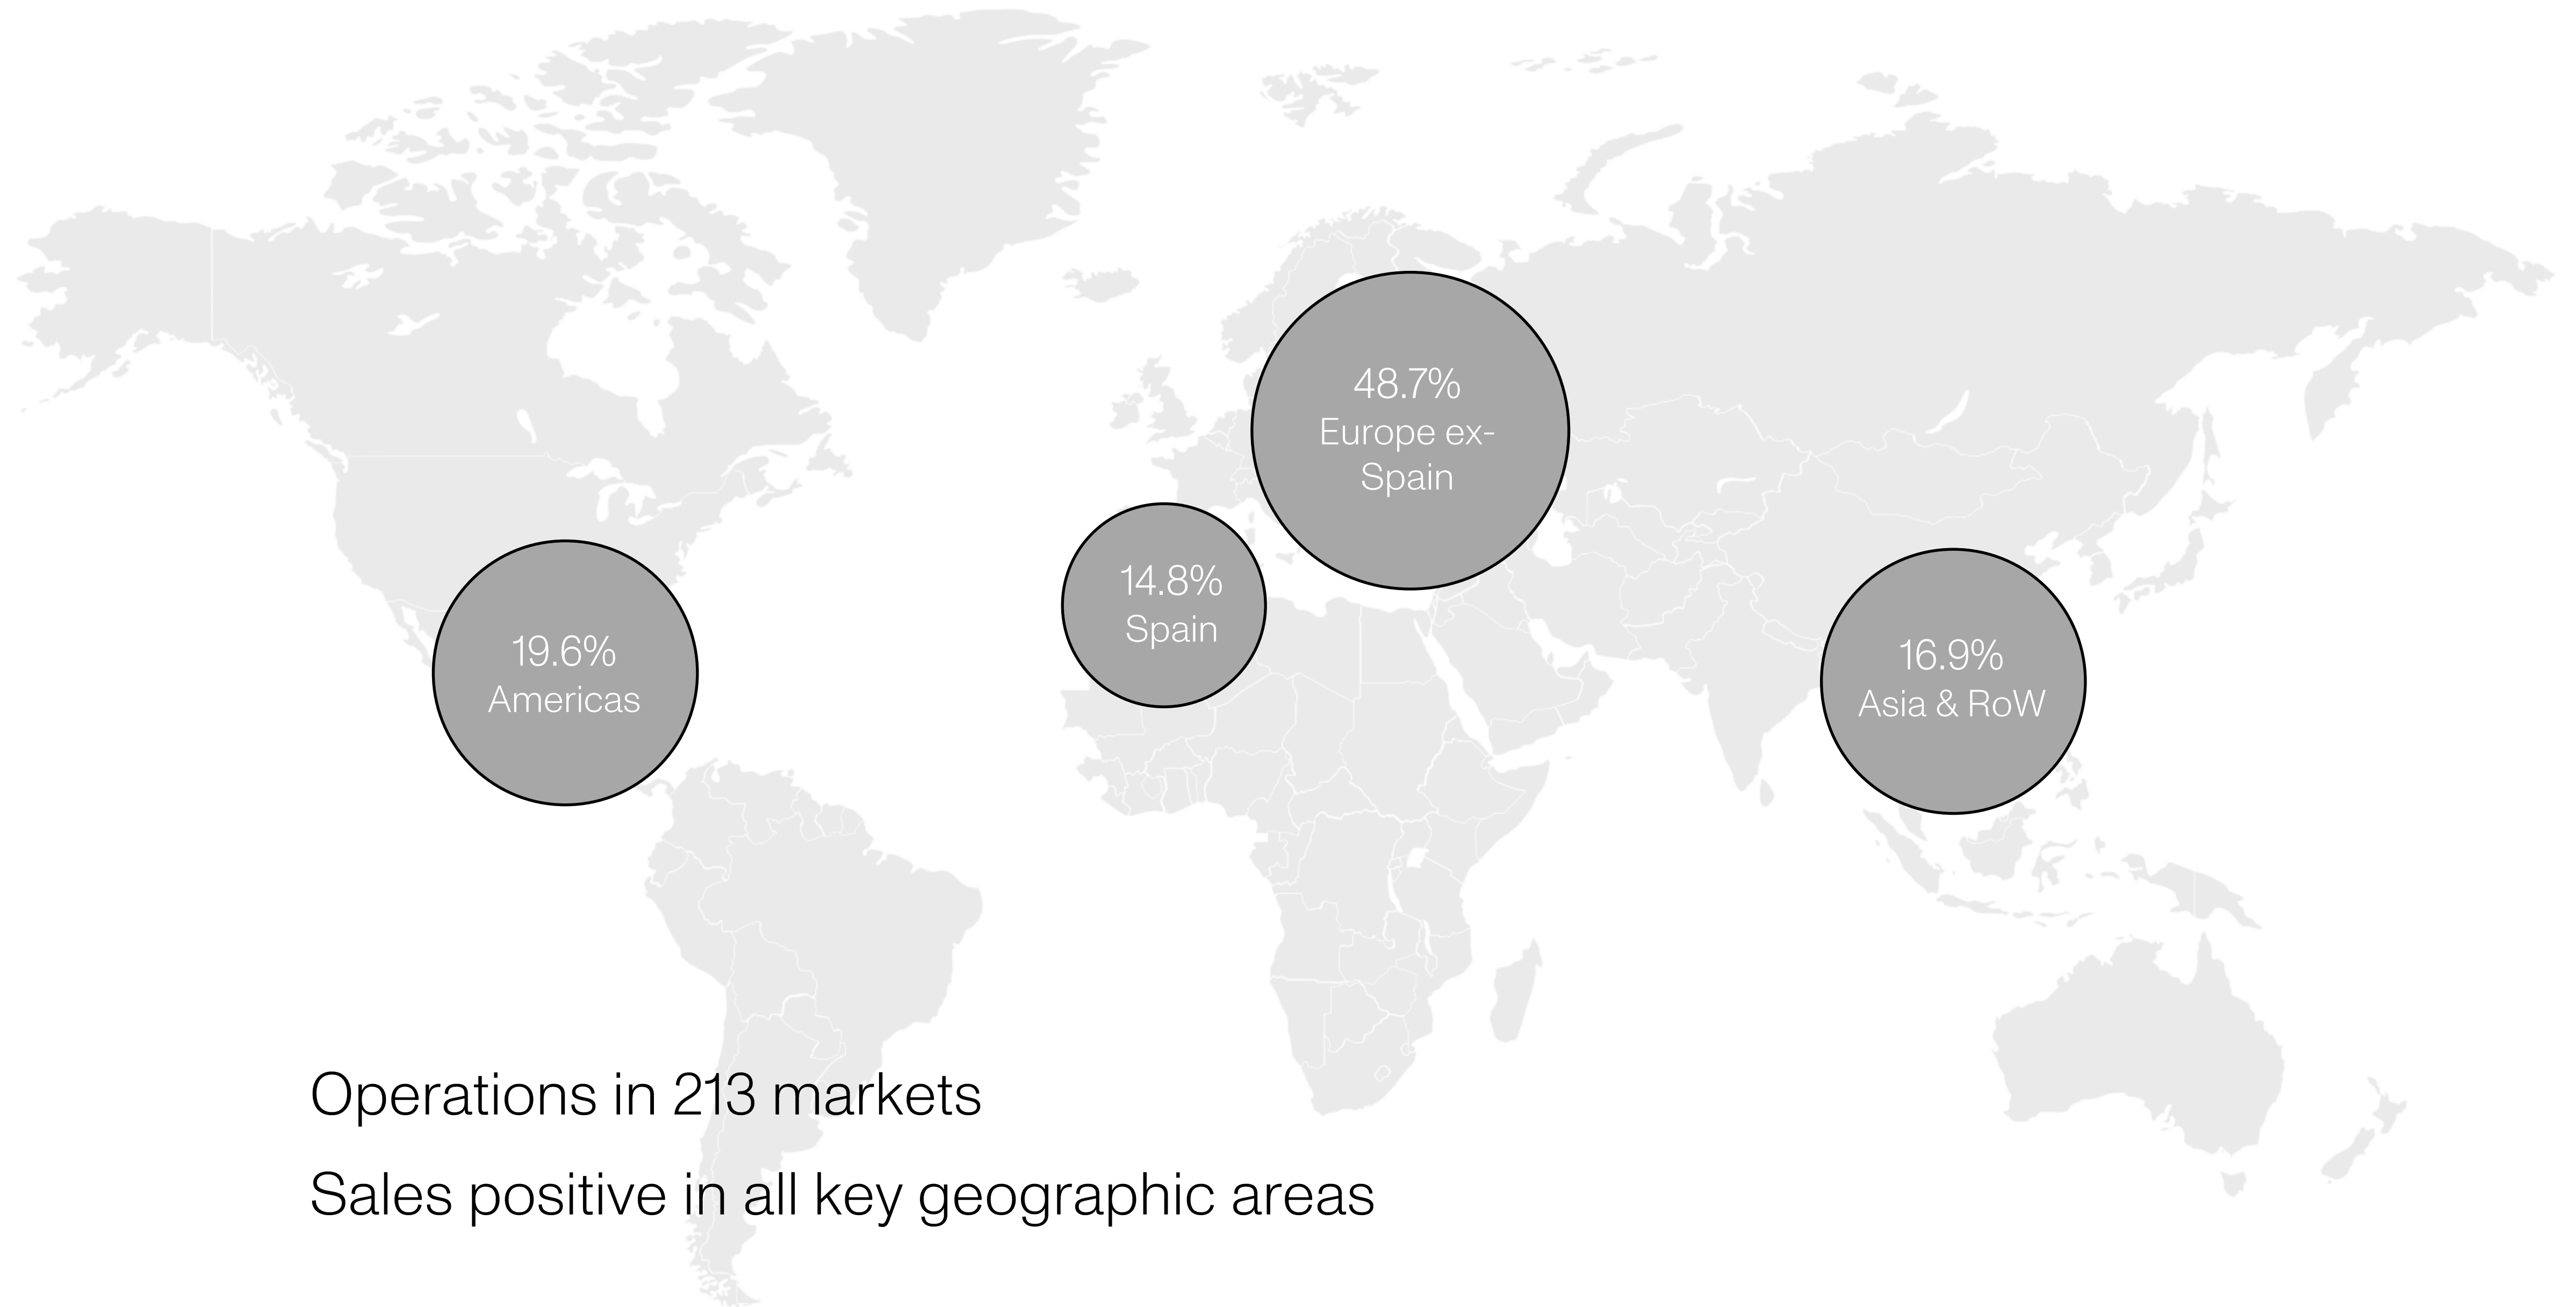 48.7%
Europe ex-
Spain
14.8%
Spain
19.6%
Americas
16.9%
Asia & RoW
Operations in 213 markets
Sales positive in all key geographic areas